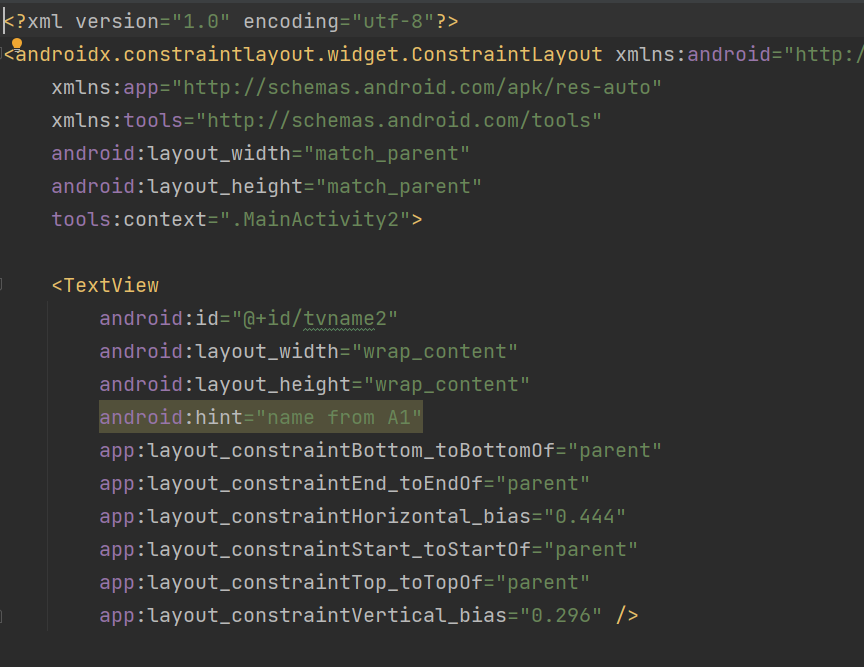 <?xml version="1.0" encoding="utf-8"?>
<androidx.constraintlayout.widget.ConstraintLayout xmlns:android="http:/
xmlns:app="http://schemas.android.com/apk/res-auto"
xmlns:tools="http://schemas.android.com/tools"
android:layout_width="match_parent"
android:layout_height="match_parent"
tools:context=".MainActivity2">
<TextView
android:id="@+id/tvname2"
android:layout_width="wrap_content"
android:layout_height="wrap_content"
android:hint="name from A1"
app:layout_constraintBottom_toBottomOf="parent"
app:layout_constraintEnd_toEndOf="parent"
app:layout_constraintHorizontal_bias="0.444"
app:layout_constraintStart_toStartOf="parent"
app:layout_constraintTop_toTopOf="parent"
app:layout_constraintVertical_bias="0.296" />